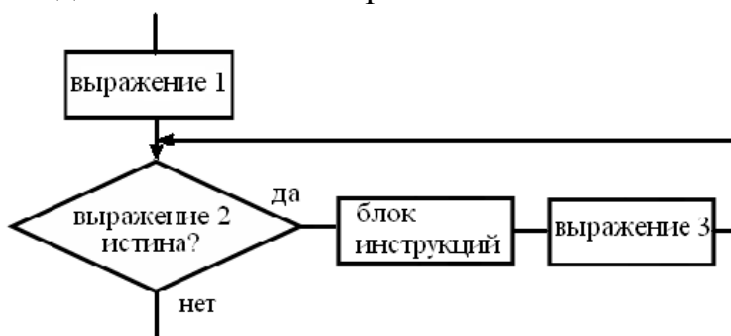 выражение 1
да
выражение 2
истина?
блок
инструкций
выражение 3
нет